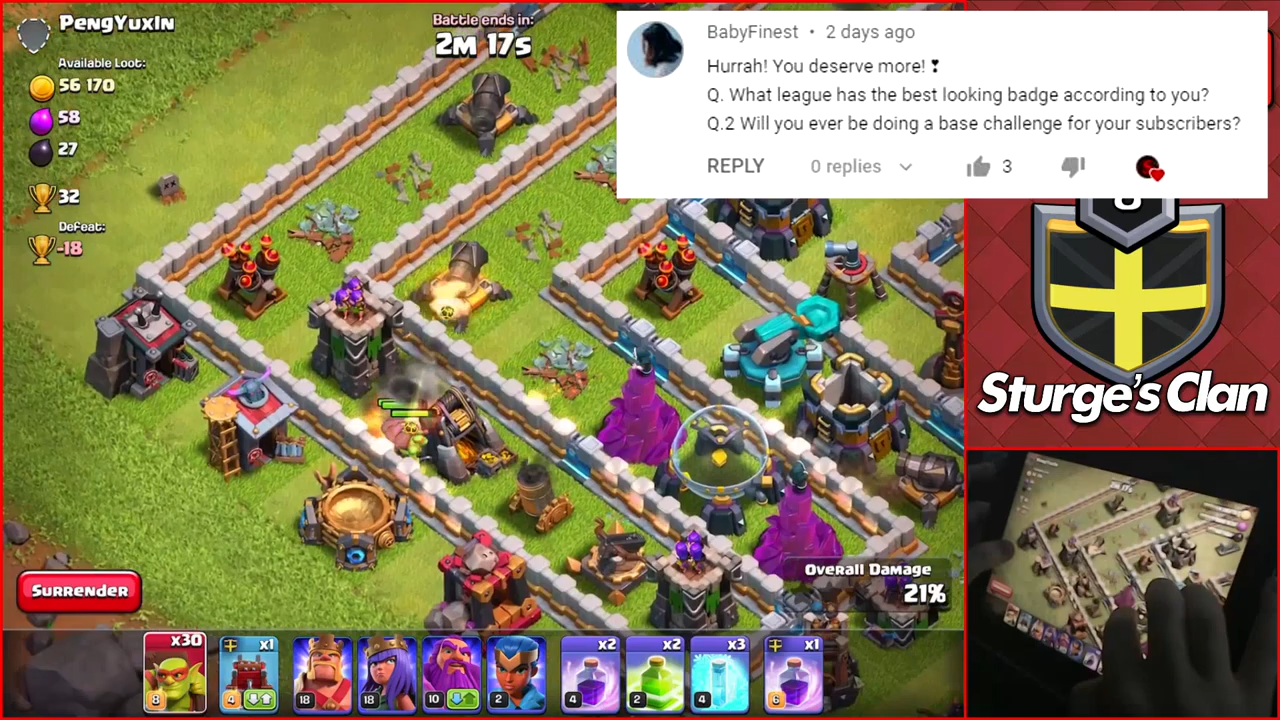 PengYuxin
Available Loot:
56 170
58
27
32
Defeat:
-18
Battle ends in:
2M 17s
BabyFinest • 2 days ago
Hurrah! You deserve more! ❣
Q. What league has the best looking badge according to you?
Q.2 Will you ever be doing a base challenge for your subscribers?
REPLY 0 replies 3
Sturge's Clan
Overall Damage
21%
Surrender
x30 x1 x2 x2 x3 x1
8 4 18 18 10 2 4 2 4 6